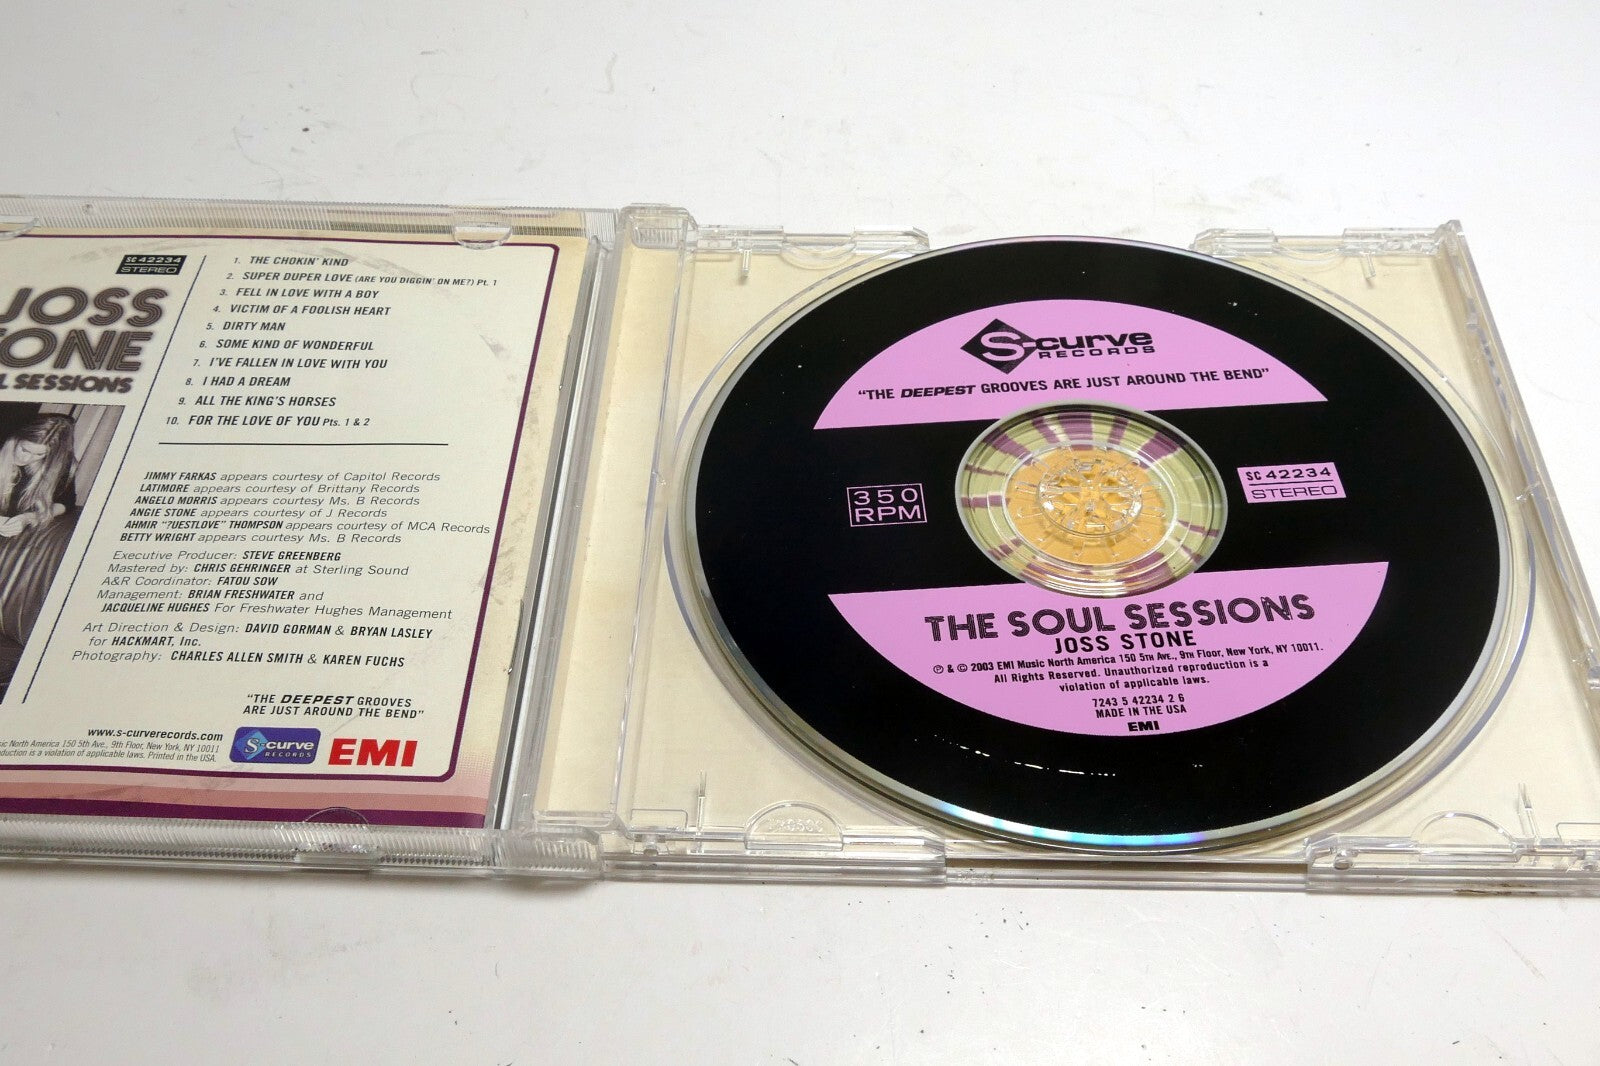 SC 42234
STEREO
JOSS
ONE
L SESSIONS
1. THE CHOKIN' KIND
2. SUPER DUPER LOVE (ARE YOU DIGGIN' ON ME?) Pt. 1
3. FELL IN LOVE WITH A BOY
4. VICTIM OF A FOOLISH HEART
5. DIRTY MAN
6. SOME KIND OF WONDERFUL
7. I'VE FALLEN IN LOVE WITH YOU
8. I HAD A DREAM
9. ALL THE KING'S HORSES
10. FOR THE LOVE OF YOU Pts. 1 & 2
JIMMY FARKAS appears courtesy of Capitol Records
LATIMORE appears courtesy of Brittany Records
ANGELO MORRIS appears courtesy Ms. B Records
ANGIE STONE appears courtesy of J Records
AHMIR "?UESTLOVE" THOMPSON appears courtesy of MCA Records
BETTY WRIGHT appears courtesy Ms. B Records
Executive Producer: STEVE GREENBERG
Mastered by: CHRIS GEHRINGER at Sterling Sound
A&R Coordinator: FATOU SOW
Management: BRIAN FRESHWATER and
JACQUELINE HUGHES For Freshwater Hughes Management
Art Direction & Design: DAVID GORMAN & BRYAN LASLEY
for HACKMART, Inc.
Photography: CHARLES ALLEN SMITH & KAREN FUCHS
"THE DEEPEST GROOVES
ARE JUST AROUND THE BEND"
www.s-curverecords.com
sic North America 150 5th Ave., 9th Floor, New York, NY 10011
oduction is a violation of applicable laws. Printed in the USA.
S-curve
RECORDS
EMI
S-curve
RECORDS
"THE DEEPEST GROOVES ARE JUST AROUND THE BEND"
350
RPM
SC 42234
STEREO
THE SOUL SESSIONS
JOSS STONE
℗ & © 2003 EMI Music North America 150 5TH AVE., 9TH Floor, New York, NY 10011.
All Rights Reserved. Unauthorized reproduction is a
violation of applicable laws.
7243 5 42234 2 6
MADE IN THE USA
EMI